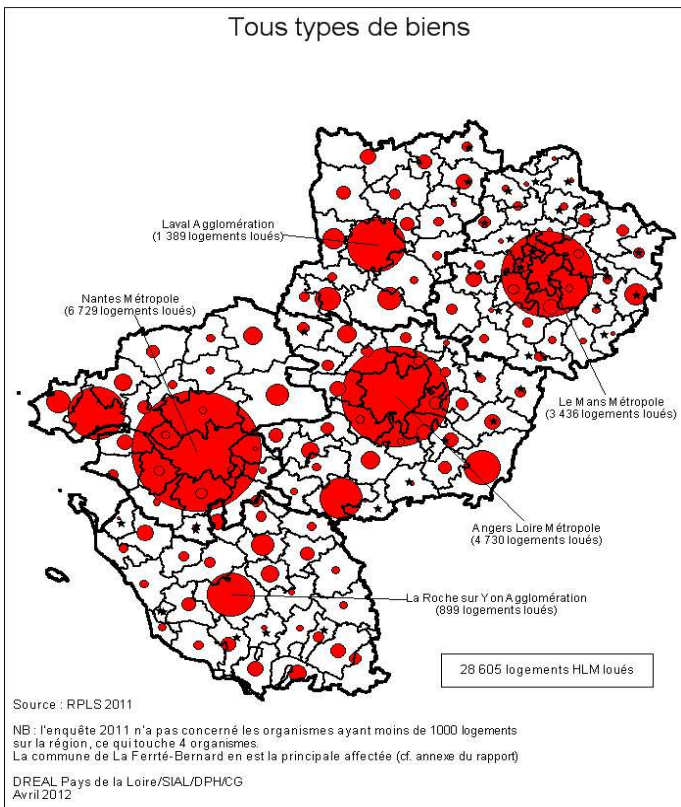 Tous types de biens
Laval Agglomération
(1 389 logements loués)
Nantes Métropole
(6 729 logements loués)
Le Mans Métropole
(3 436 logements loués)
Angers Loire Métropole
(4 730 logements loués)
La Roche sur Yon Agglomération
(899 logements loués)
28 605 logements HLM loués
Source : RPLS 2011
NB : l'enquête 2011 n'a pas concerné les organismes ayant moins de 1000 logements
sur la région, ce qui touche 4 organismes.
La commune de La Ferrté-Bernard en est la principale affectée (cf. annexe du rapport)
DREAL Pays de la Loire/SIAL/DPH/CG
Avril 2012